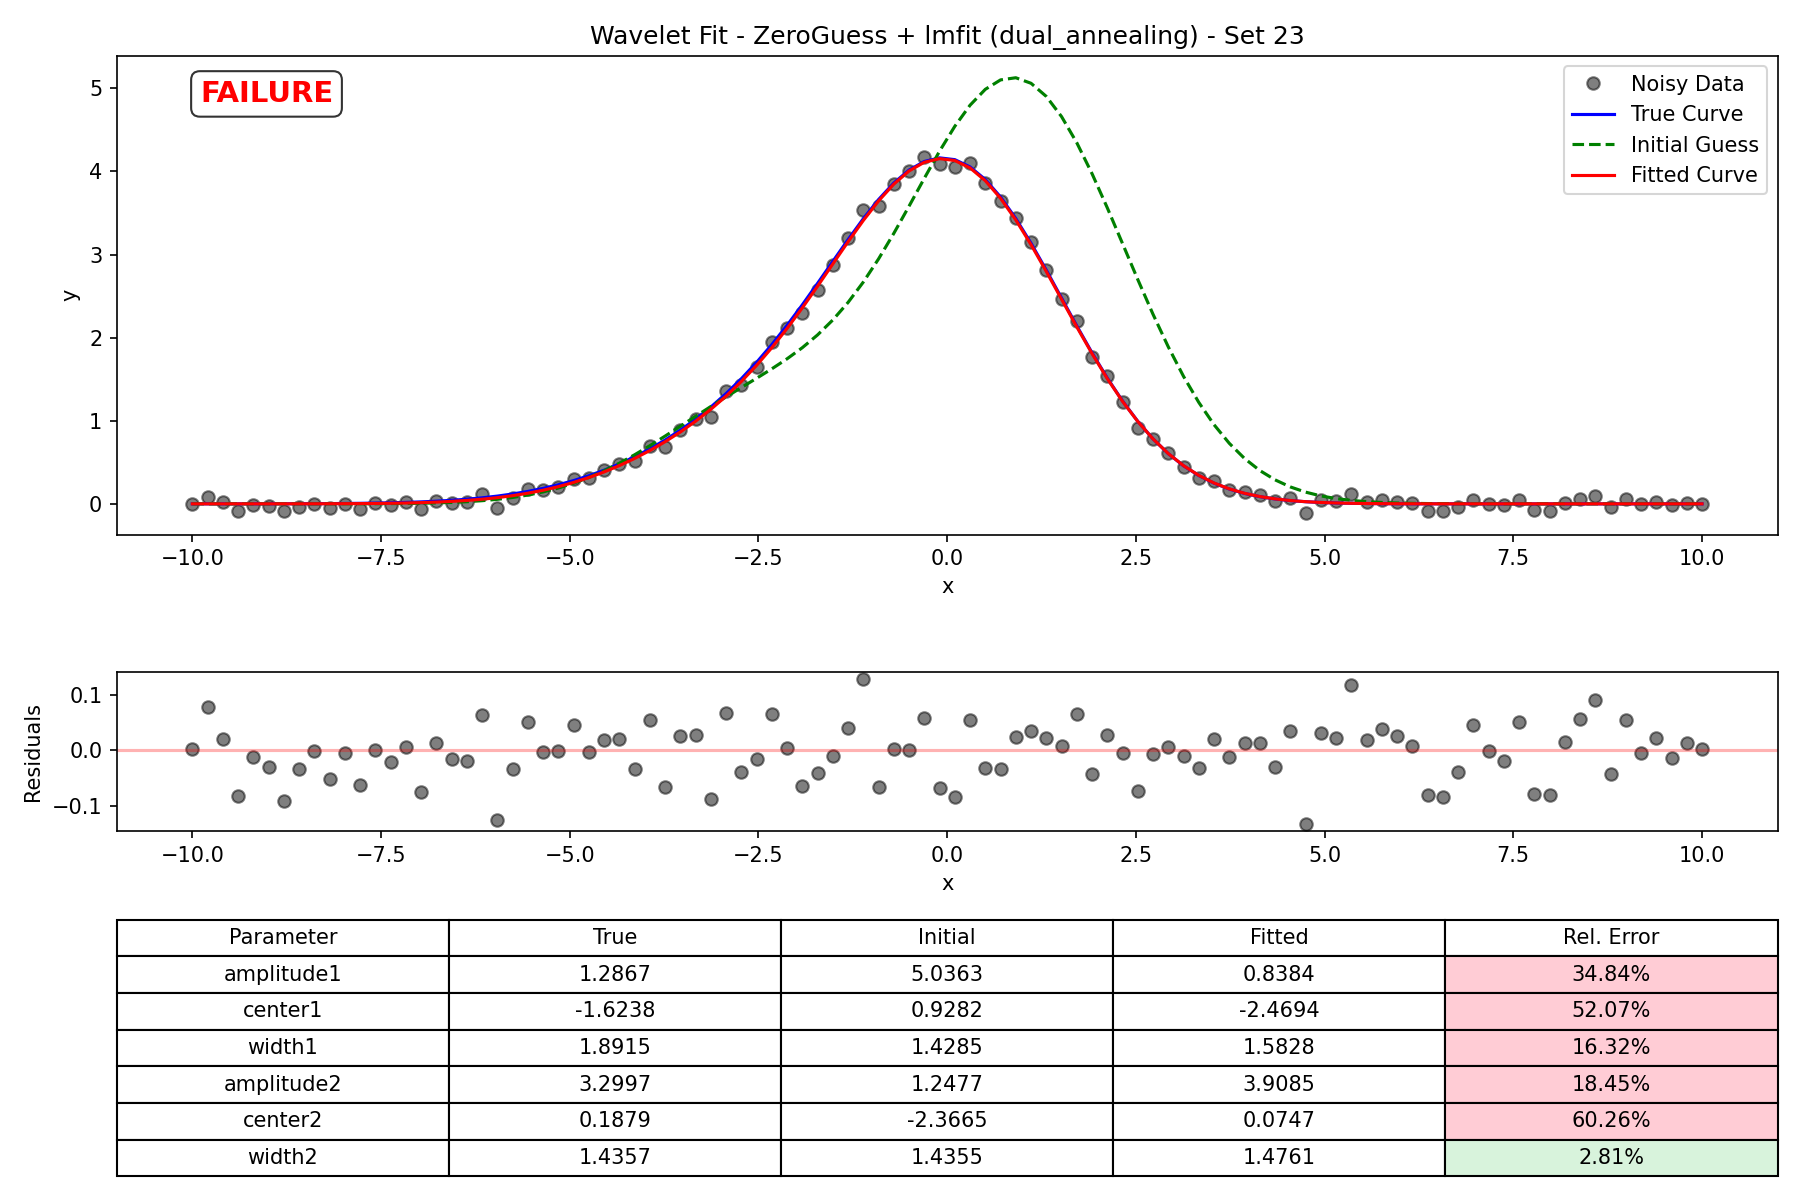 Wavelet Fit - ZeroGuess + lmfit (dual_annealing) - Set 23
FAILURE
Noisy Data
True Curve
Initial Guess
Fitted Curve
y
5
4
3
2
1
0
−10.0 −7.5 −5.0 −2.5 0.0 2.5 5.0 7.5 10.0
x
Residuals
0.1
0.0
−0.1
−10.0 −7.5 −5.0 −2.5 0.0 2.5 5.0 7.5 10.0
x
Parameter True Initial Fitted Rel. Error
amplitude1 1.2867 5.0363 0.8384 34.84%
center1 -1.6238 0.9282 -2.4694 52.07%
width1 1.8915 1.4285 1.5828 16.32%
amplitude2 3.2997 1.2477 3.9085 18.45%
center2 0.1879 -2.3665 0.0747 60.26%
width2 1.4357 1.4355 1.4761 2.81%